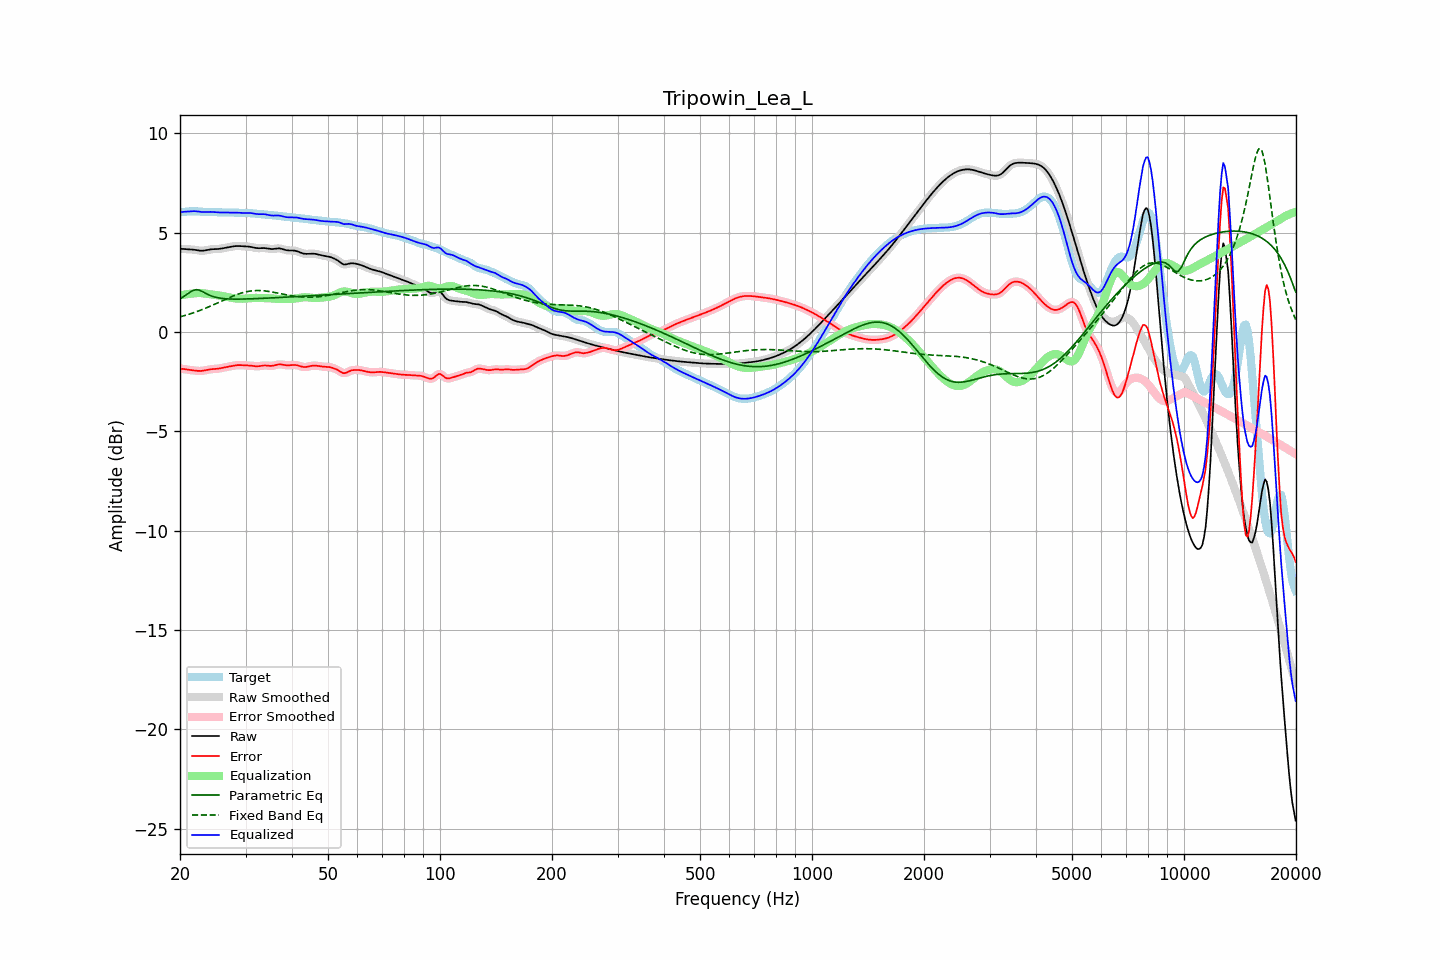 Tripowin_Lea_L
10
5
0
−5
−10
−15
−20
−25
Amplitude (dBr)
Target
Raw Smoothed
Error Smoothed
Raw
Error
Equalization
Parametric Eq
Fixed Band Eq
Equalized
20
50
100
200
500
1000
2000
5000
10000
20000
Frequency (Hz)